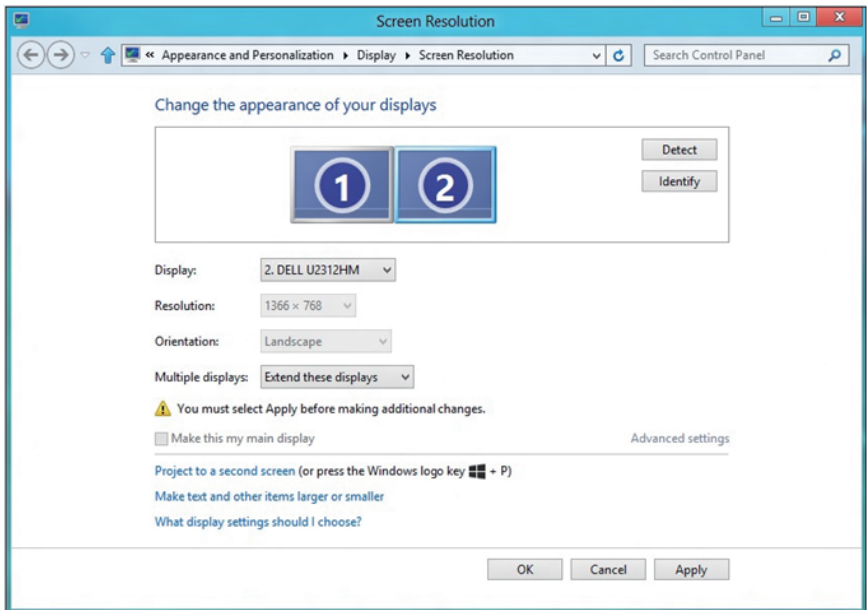 Screen Resolution
« Appearance and Personalization Display Screen Resolution Search Control Panel
Change the appearance of your displays
1 2
Detect
Identify
Display: 2. DELL U2312HM
Resolution: 1366 × 768
Orientation: Landscape
Multiple displays: Extend these displays
You must select Apply before making additional changes.
Make this my main display Advanced settings
Project to a second screen (or press the Windows logo key + P)
Make text and other items larger or smaller
What display settings should I choose?
OK Cancel Apply